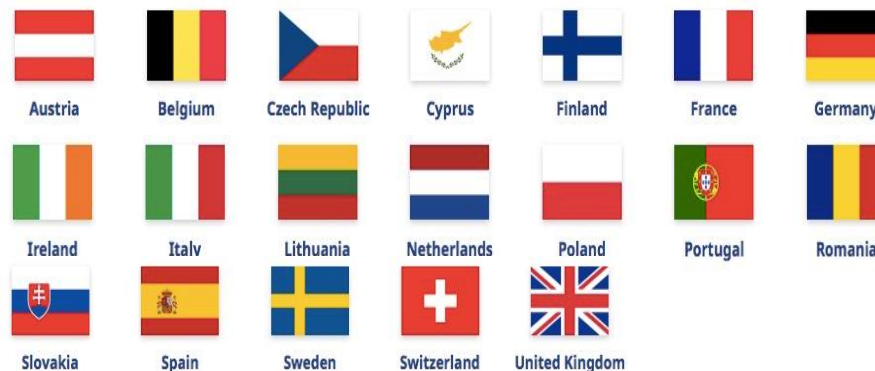 Austria Belgium Czech Republic Cyprus Finland France Germany
Ireland Italy Lithuania Netherlands Poland Portugal Romania
Slovakia Spain Sweden Switzerland United Kingdom